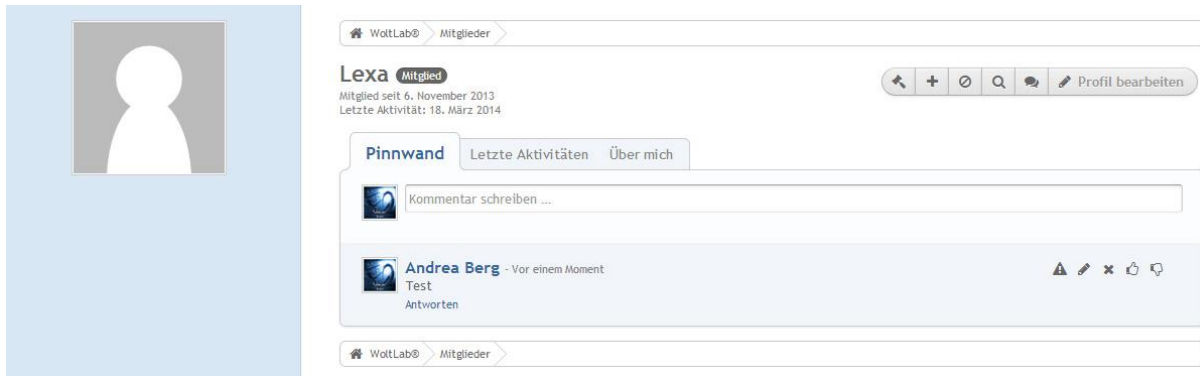 WoltLab® Mitglieder
Lexa Mitglied
Mitglied seit 6. November 2013
Letzte Aktivität: 18. März 2014
Profil bearbeiten
Pinnwand Letzte Aktivitäten Über mich
Kommentar schreiben ...
Andrea Berg - Vor einem Moment
Test
Antworten
WoltLab® Mitglieder